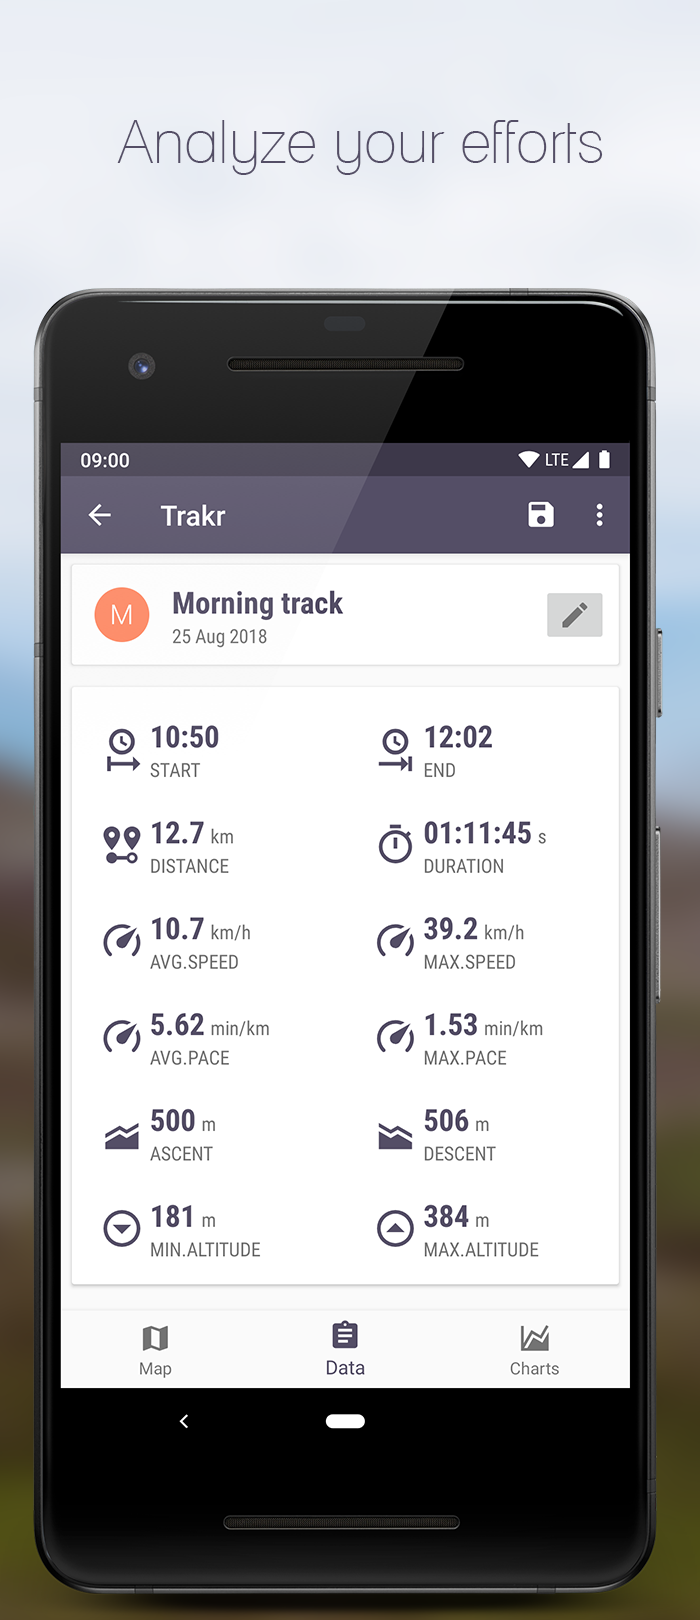 Analyze your efforts
09:00 LTE
Trakr
M
Morning track
25 Aug 2018
10:50
START
12:02
END
12.7 km
DISTANCE
01:11:45 s
DURATION
10.7 km/h
AVG.SPEED
39.2 km/h
MAX.SPEED
5.62 min/km
AVG.PACE
1.53 min/km
MAX.PACE
500 m
ASCENT
506 m
DESCENT
181 m
MIN.ALTITUDE
384 m
MAX.ALTITUDE
Map
Data
Charts